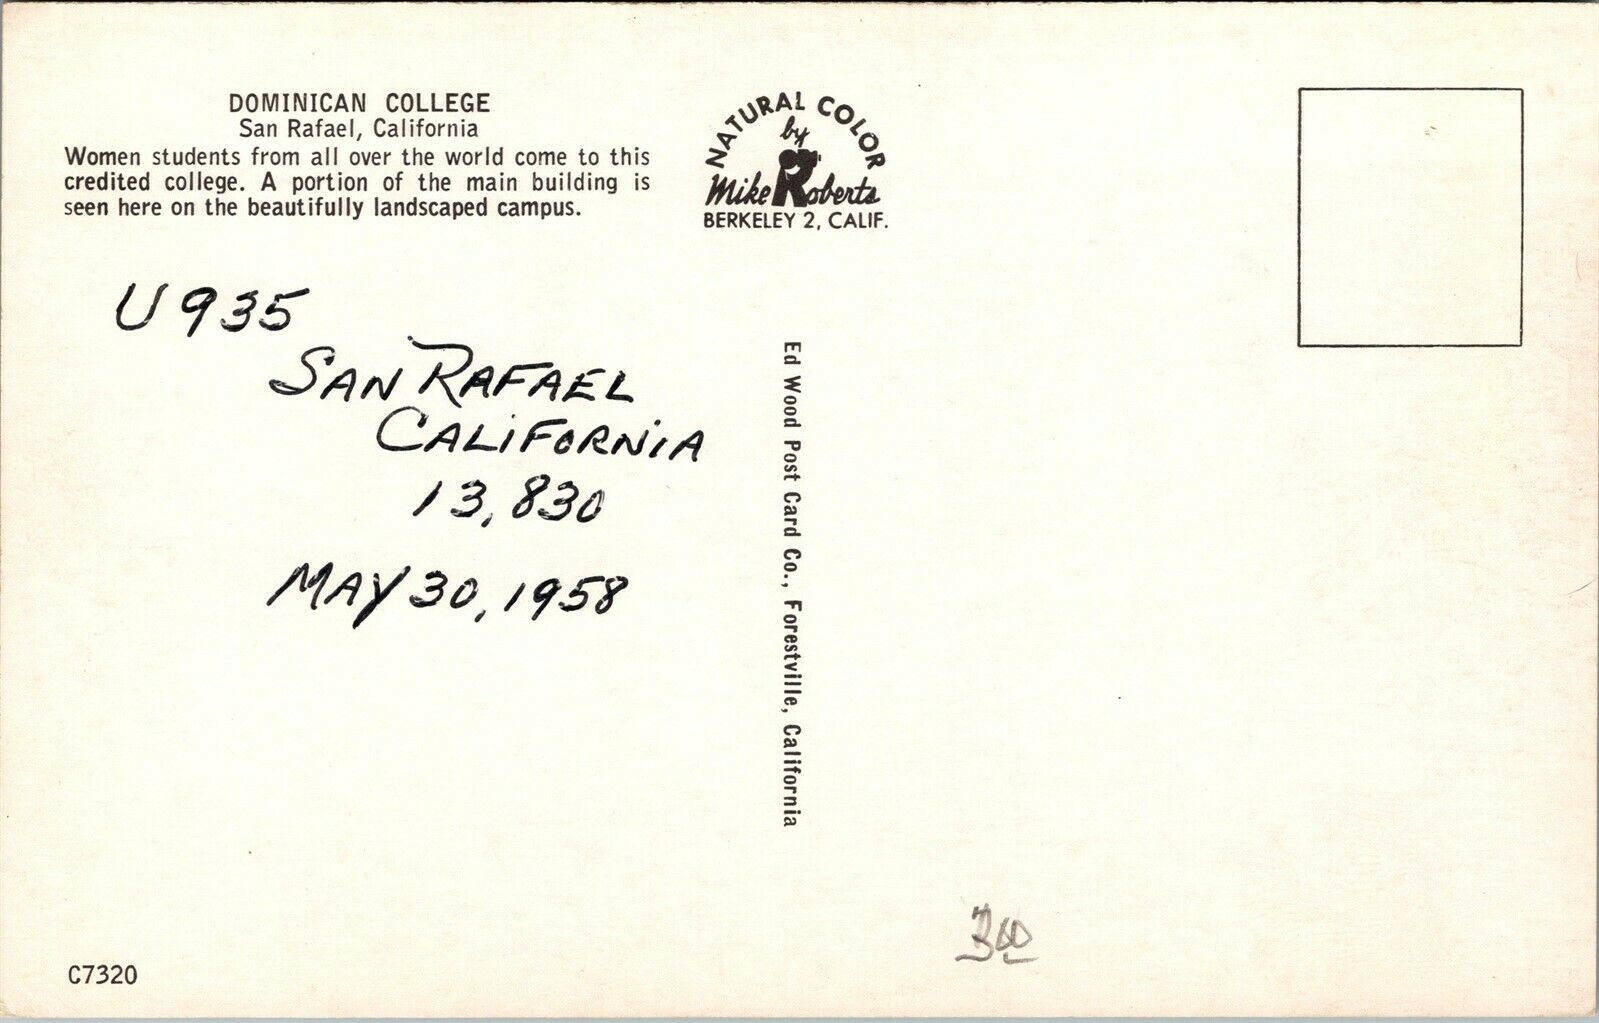 DOMINICAN COLLEGE
San Rafael, California
Women students from all over the world come to this
credited college. A portion of the main building is
seen here on the beautifully landscaped campus.
NATURAL COLOR
by
Mike Roberts
BERKELEY 2, CALIF.
U 935
SAN RAFAEL
CALIFORNIA
13,830
MAY 30, 1958
Ed Wood Post Card Co., Forestville, California
300
C7320